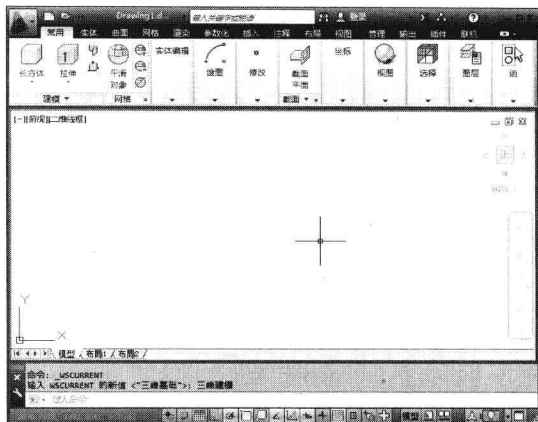 Drawing1.d...
输入关键字或短语
登录
常用 实体 曲面 网格 渲染 参数化 插入 注释 布局 视图 管理 输出 插件 联机
长方体
拉伸
平滑
对象
实体编辑
绘图
修改
截面
平面
坐标
视图
选择
图层
组
建模
网格
截面
[-][俯视][二维线框]
Y
X
模型 布局1 布局2
命令: _WSCURRENT
输入 WSCURRENT 的新值 <"三维基础">: 三维建模
键入命令
模型